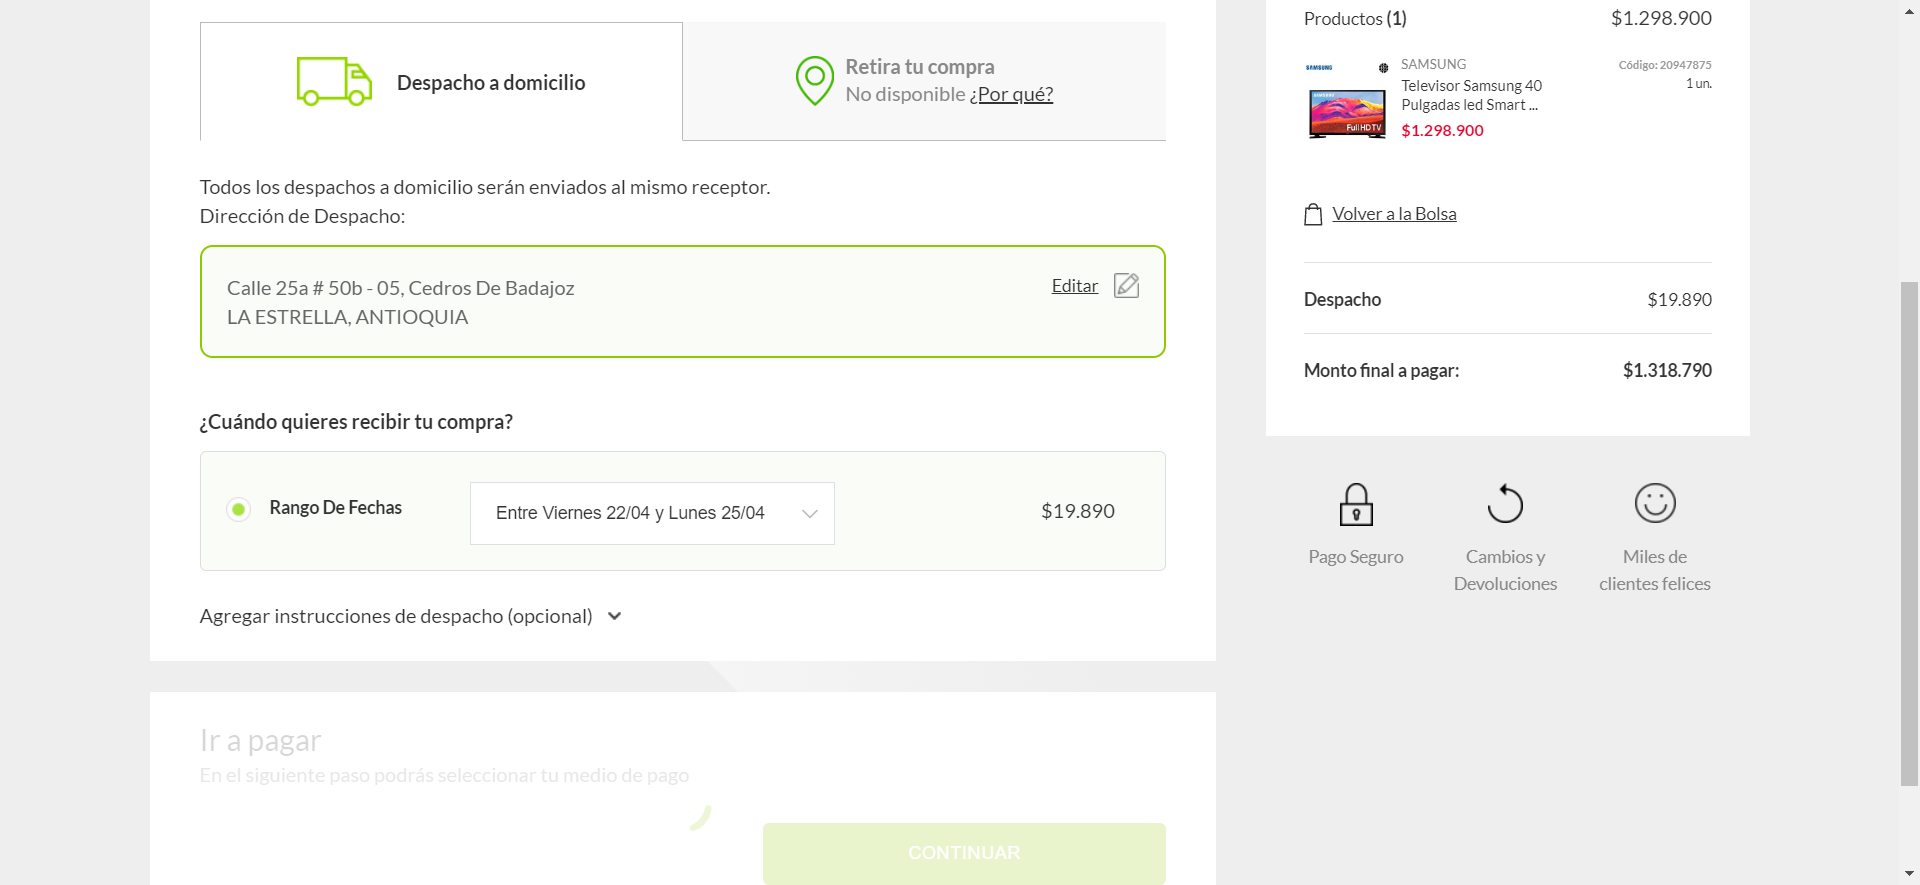 Despacho a domicilio
Retira tu compra
No disponible ¿Por qué?
Todos los despachos a domicilio serán enviados al mismo receptor.
Dirección de Despacho:
Calle 25a # 50b - 05, Cedros De Badajoz
LA ESTRELLA, ANTIOQUIA
Editar
¿Cuándo quieres recibir tu compra?
Rango De Fechas
Entre Viernes 22/04 y Lunes 25/04
$19.890
Agregar instrucciones de despacho (opcional)
Ir a pagar
En el siguiente paso podrás seleccionar tu medio de pago
CONTINUAR
Productos (1)
$1.298.900
SAMSUNG
SAMSUNG
Full HD TV
SAMSUNG
Código: 20947875
Televisor Samsung 40
1 un.
Pulgadas led Smart ...
$1.298.900
Volver a la Bolsa
Despacho
$19.890
Monto final a pagar:
$1.318.790
Pago Seguro
Cambios y
Devoluciones
Miles de
clientes felices